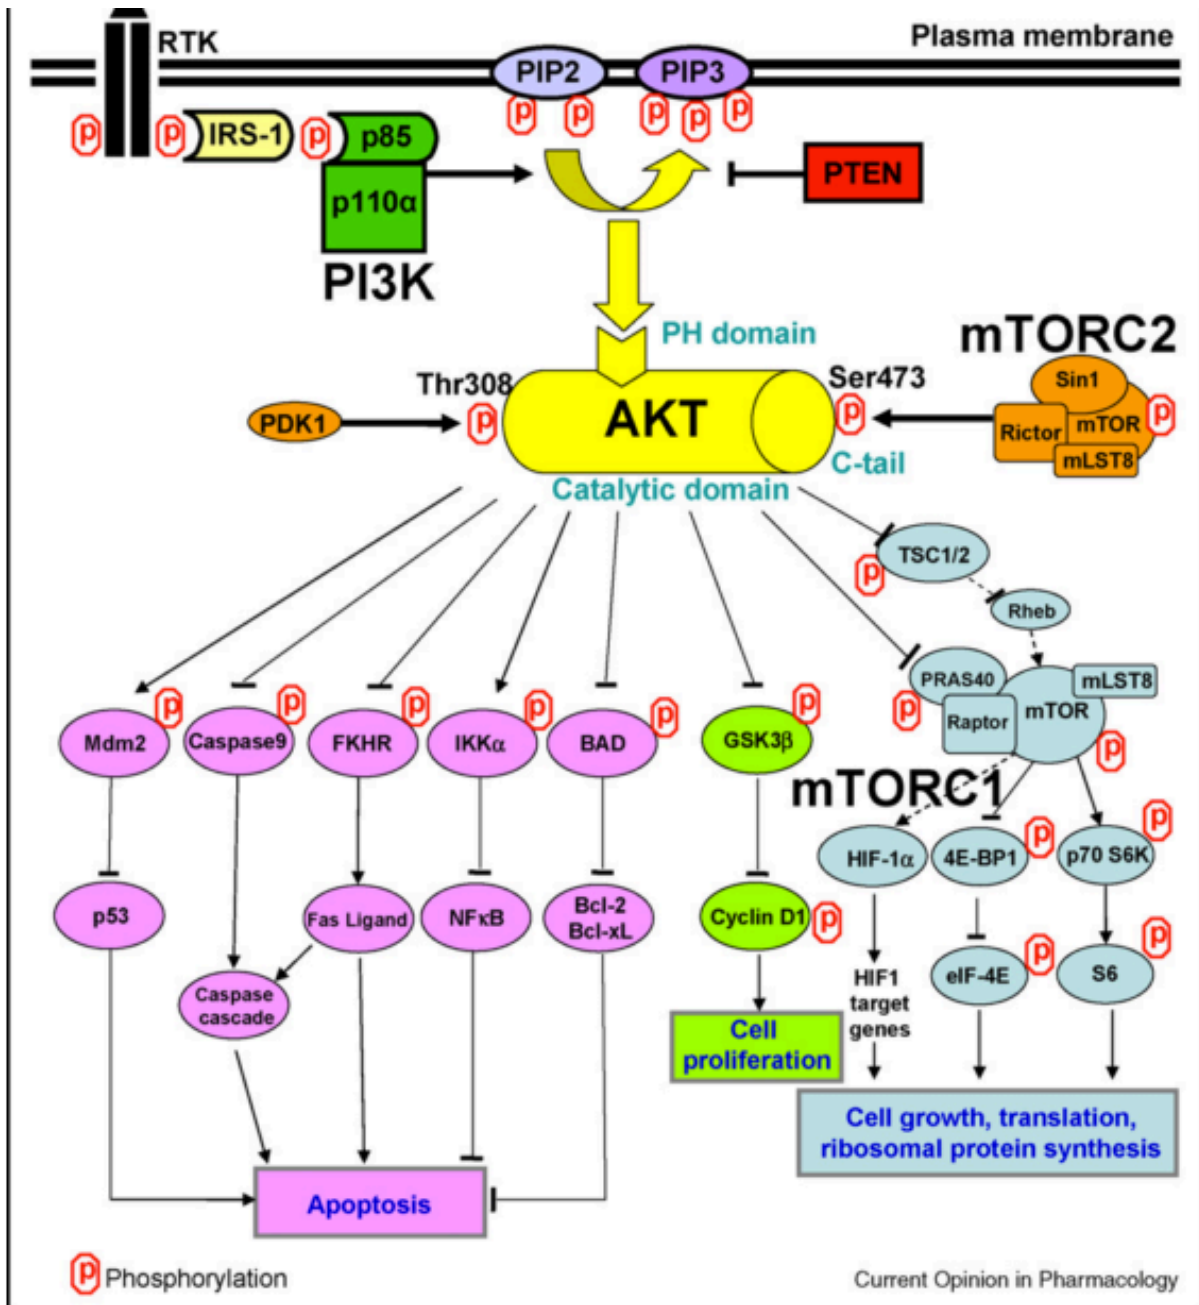 RTK
Plasma membrane
PIP2
PIP3
p p p p p
p
p
IRS-1
p
p85
p110α
PI3K
PTEN
PH domain
mTORC2
Thr308
Ser473
Sin1
PDK1
p
AKT
p
Rictor
mTOR
p
mLST8
C-tail
Catalytic domain
TSC1/2
p
Rheb
PRAS40
mLST8
p
Raptor
mTOR
p
Mdm2
p
Caspase9
p
FKHR
p
IKKα
p
BAD
p
GSK3β
p
mTORC1
HIF-1α
4E-BP1
p
p70 S6K
p
p53
Fas Ligand
NFκB
Bcl-2
Bcl-xL
Cyclin D1
p
eIF-4E
p
S6
p
Caspase
cascade
HIF1
target
genes
Cell
proliferation
Cell growth, translation,
ribosomal protein synthesis
Apoptosis
p Phosphorylation
Current Opinion in Pharmacology